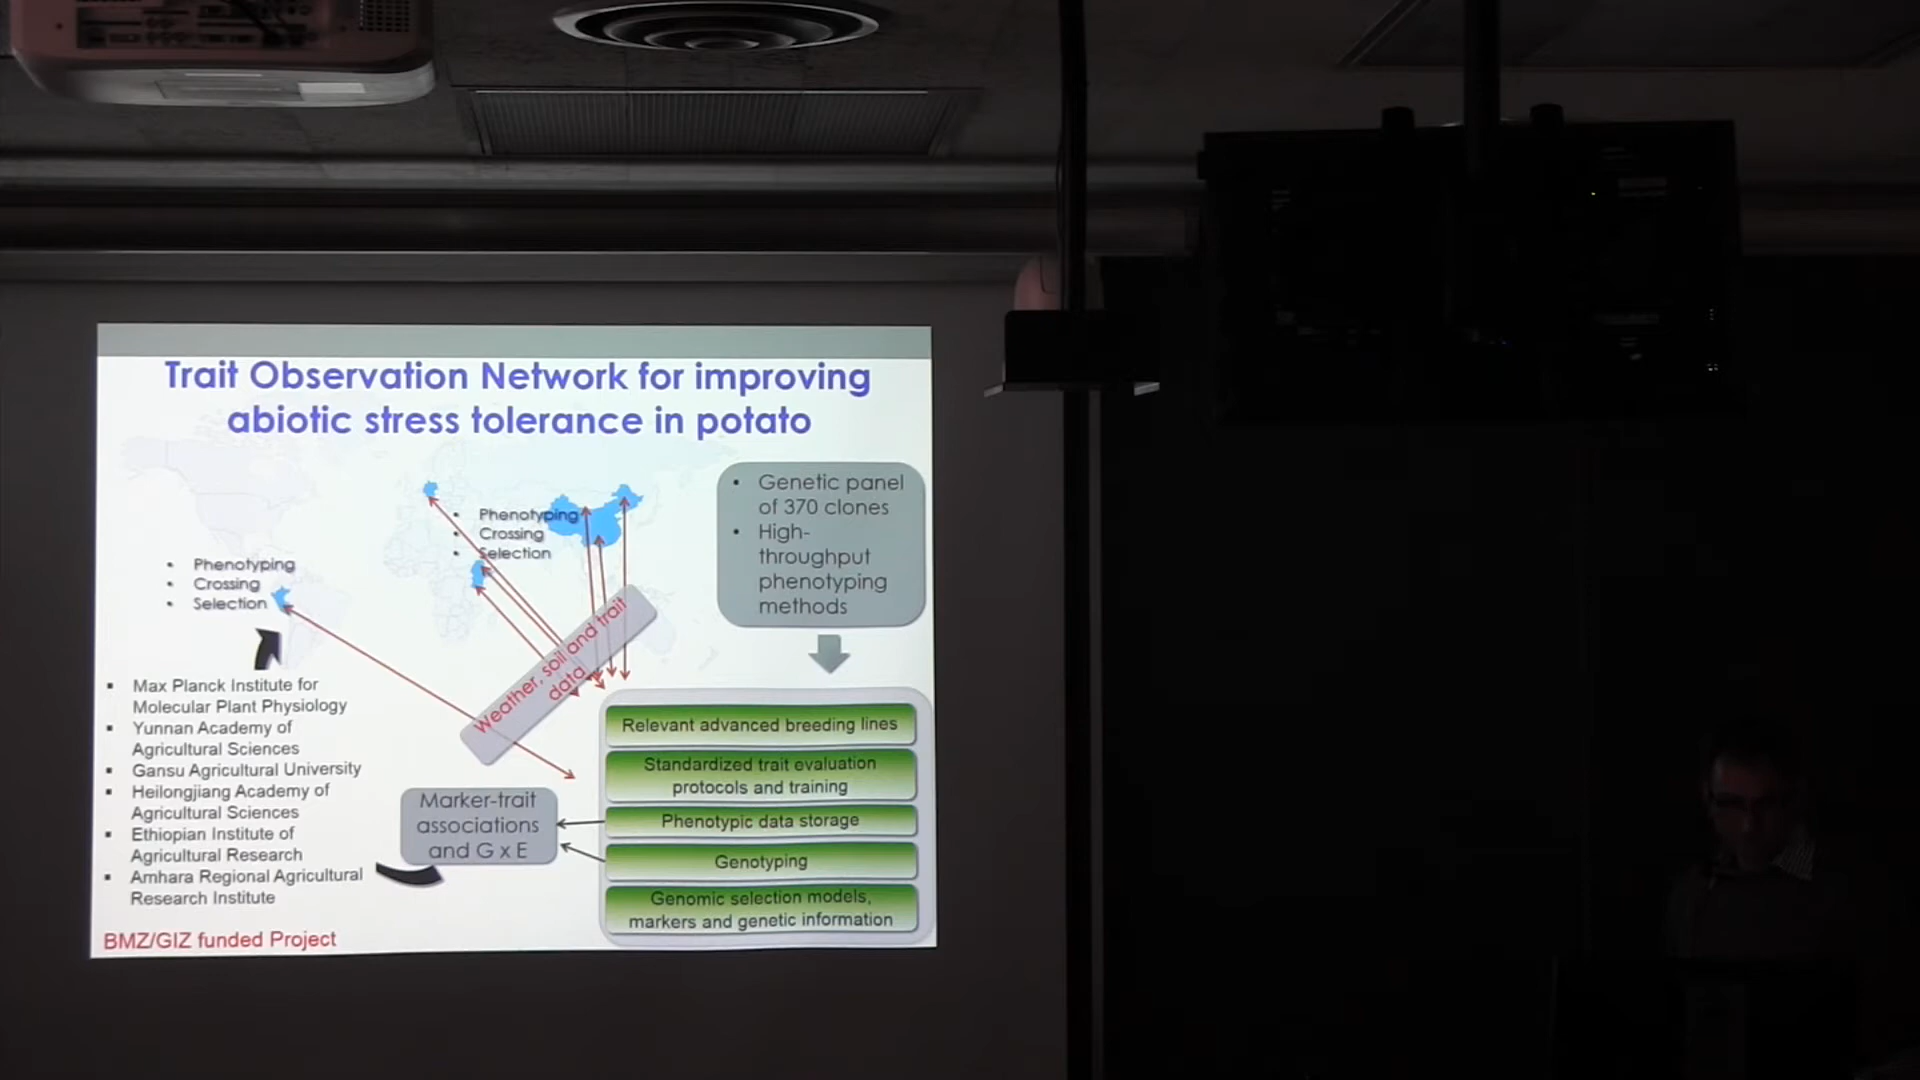 Trait Observation Network for improving
abiotic stress tolerance in potato
• Genetic panel
of 370 clones
• High-
throughput
phenotyping
methods
• Phenotyping
• Crossing
• Selection
• Phenotyping
• Crossing
• Selection
Weather, soil and trait
data
▪ Max Planck Institute for
Molecular Plant Physiology
▪ Yunnan Academy of
Agricultural Sciences
▪ Gansu Agricultural University
▪ Heilongjiang Academy of
Agricultural Sciences
▪ Ethiopian Institute of
Agricultural Research
▪ Amhara Regional Agricultural
Research Institute
Marker-trait
associations
and G x E
Relevant advanced breeding lines
Standardized trait evaluation
protocols and training
Phenotypic data storage
Genotyping
Genomic selection models,
markers and genetic information
BMZ/GIZ funded Project